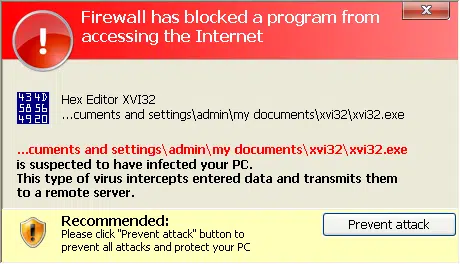 Firewall has blocked a program from
accessing the Internet
434D
5856
4920
Hex Editor XVI32
...cuments and settings\admin\my documents\xvi32\xvi32.exe
...cuments and settings\admin\my documents\xvi32\xvi32.exe
is suspected to have infected your PC.
This type of virus intercepts entered data and transmits them
to a remote server.
Recommended:
Please click "Prevent attack" button to
prevent all attacks and protect your PC
Prevent attack